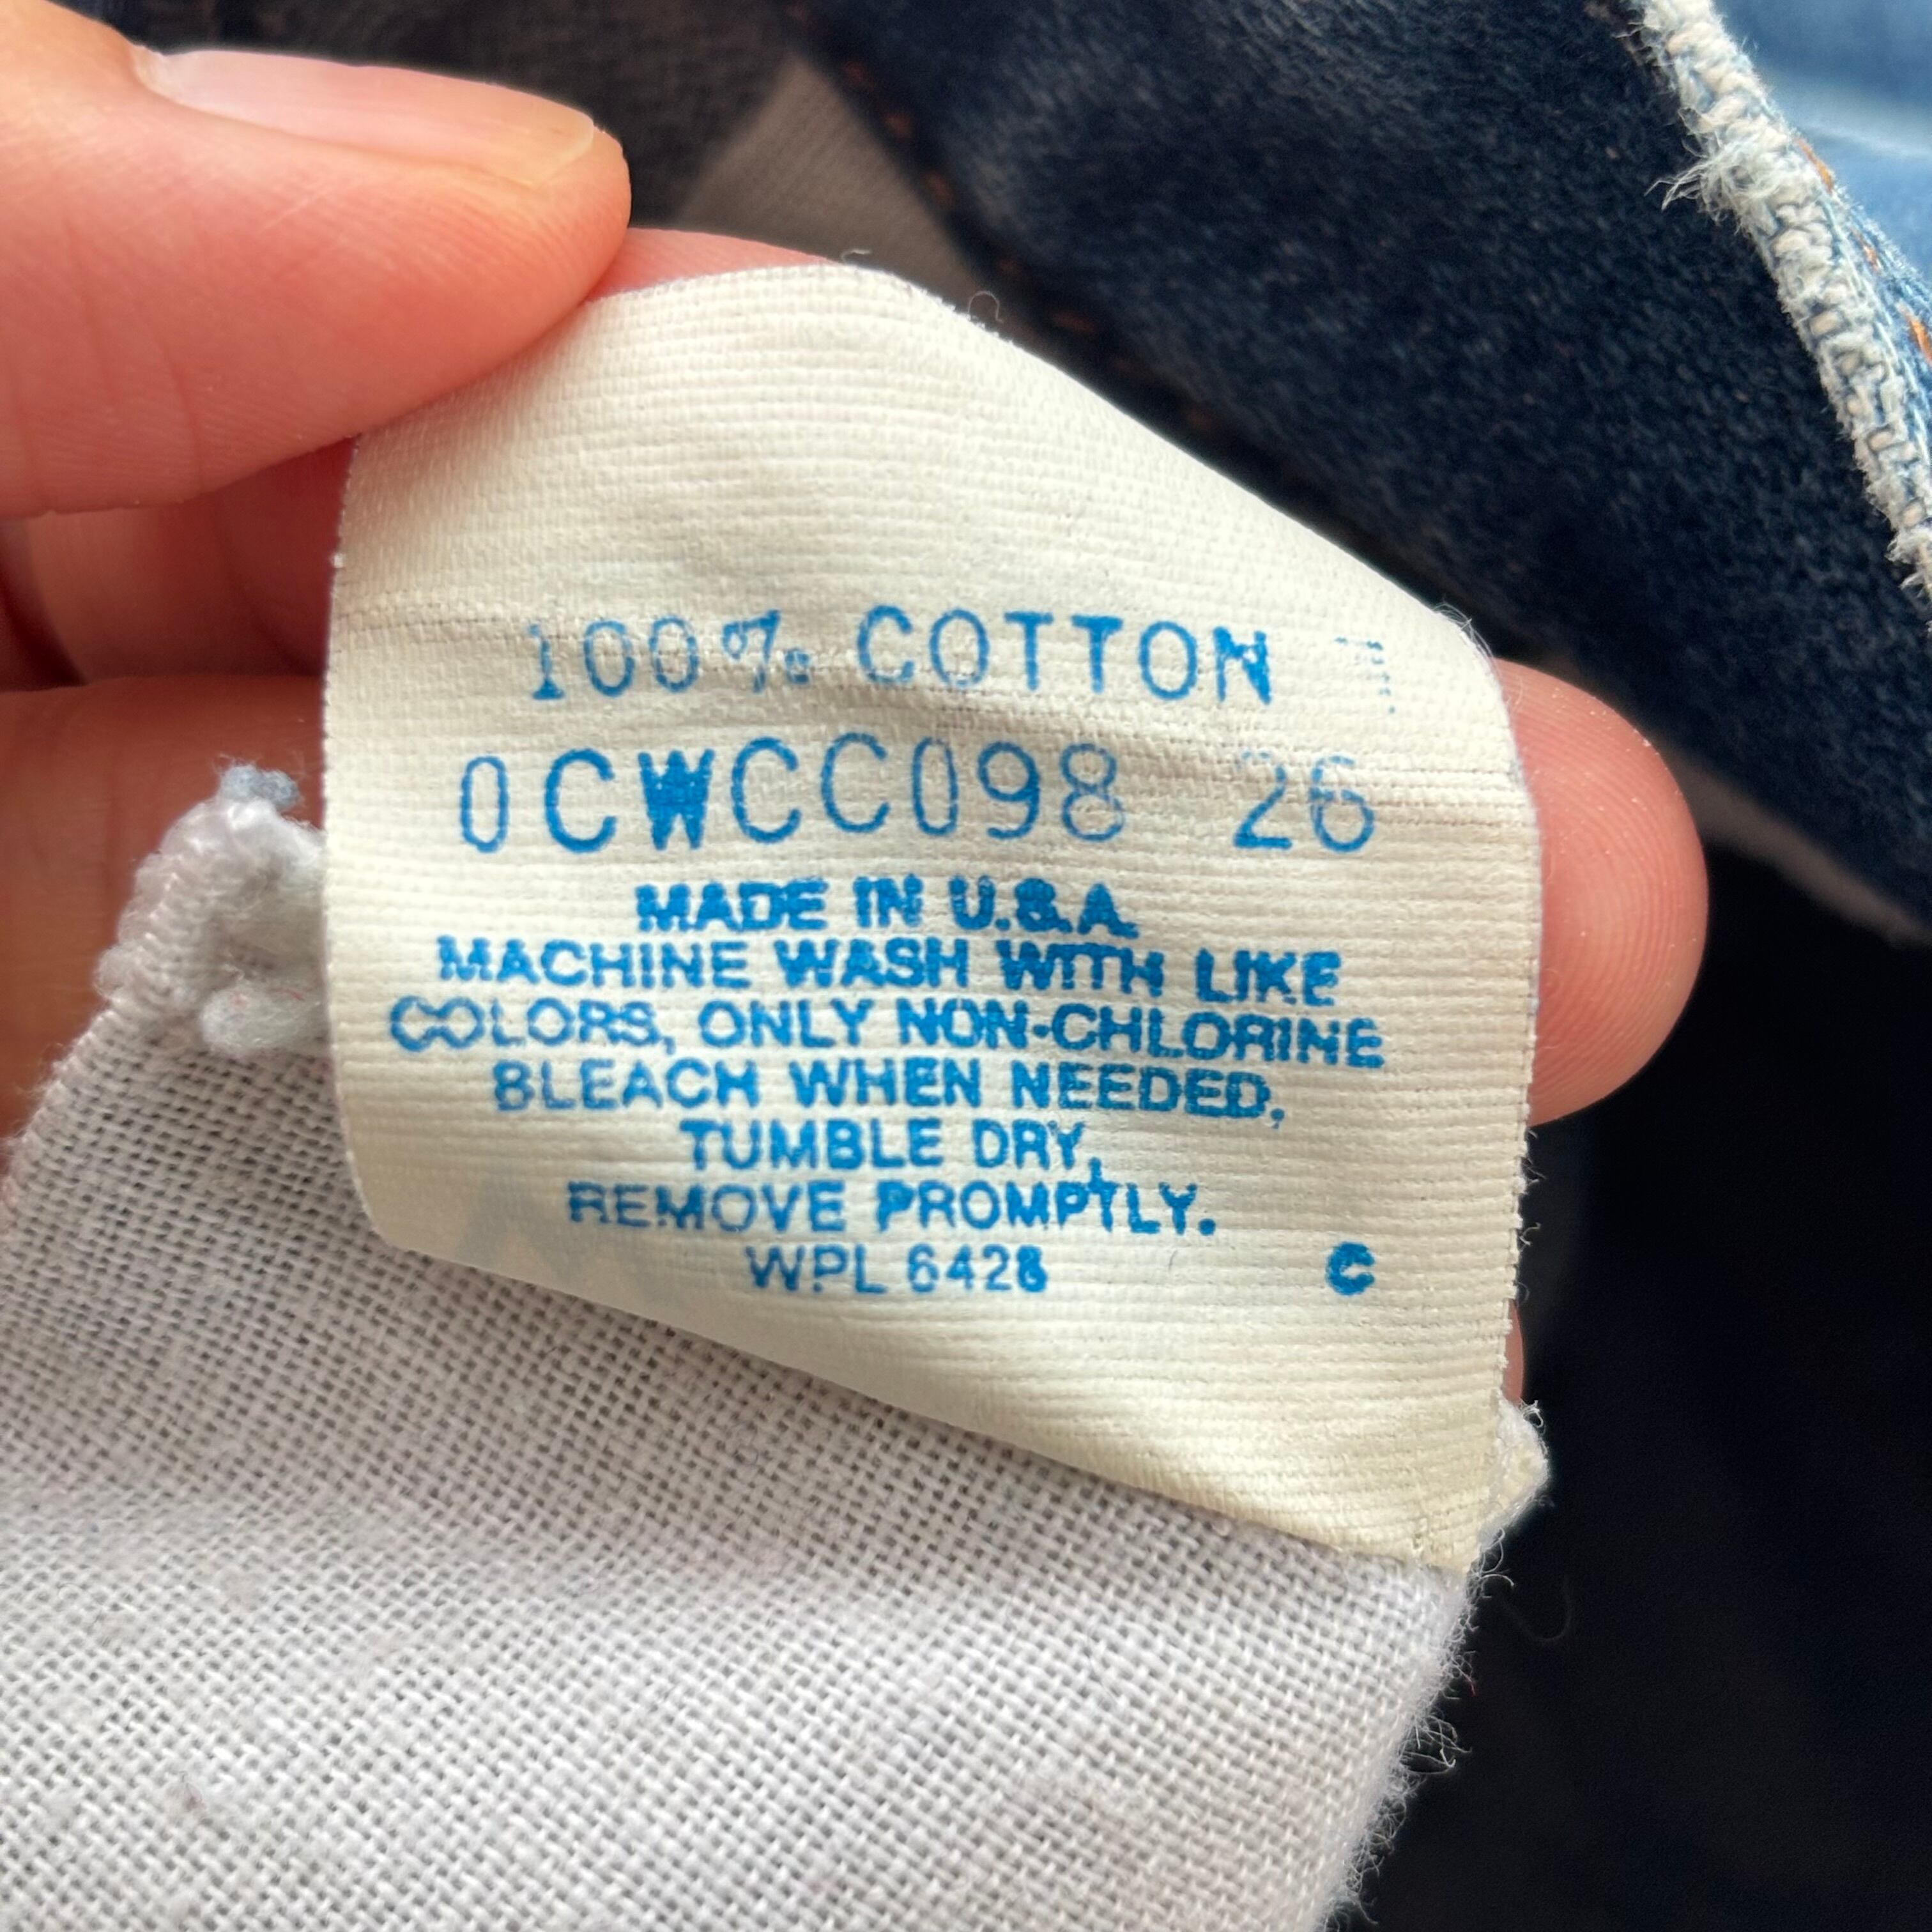 100% COTTON
0CWCC098 26
MADE IN U.S.A.
MACHINE WASH WITH LIKE
COLORS, ONLY NON-CHLORINE
BLEACH WHEN NEEDED,
TUMBLE DRY,
REMOVE PROMPTLY.
WPL 6428 C